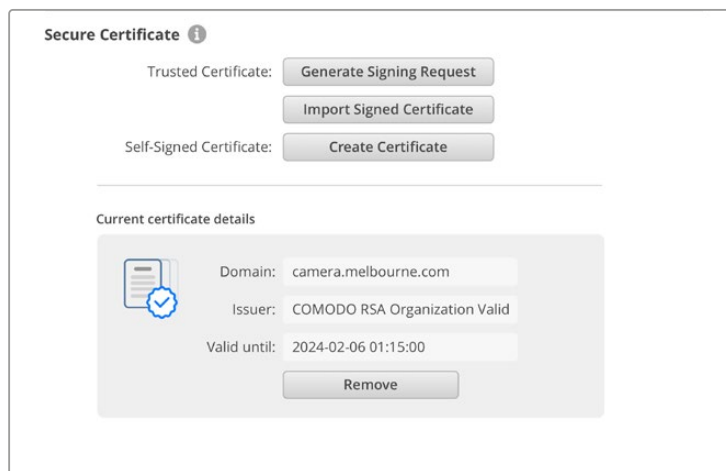 Secure Certificate
Trusted Certificate: Generate Signing Request
Import Signed Certificate
Self-Signed Certificate: Create Certificate
Current certificate details
Domain: camera.melbourne.com
Issuer: COMODO RSA Organization Valid
Valid until: 2024-02-06 01:15:00
Remove